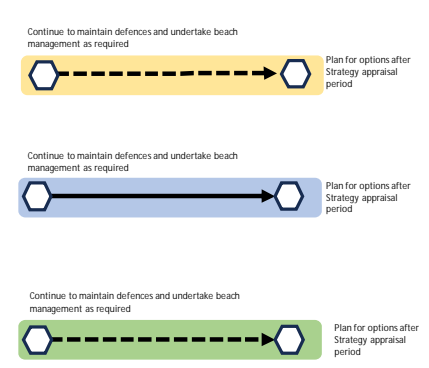 Continue to maintain defences and undertake beach
management as required
Plan for options after
Strategy appraisal
period
Continue to maintain defences and undertake beach
management as required
Plan for options after
Strategy appraisal
period
Continue to maintain defences and undertake beach
management as required
Plan for options after
Strategy appraisal
period